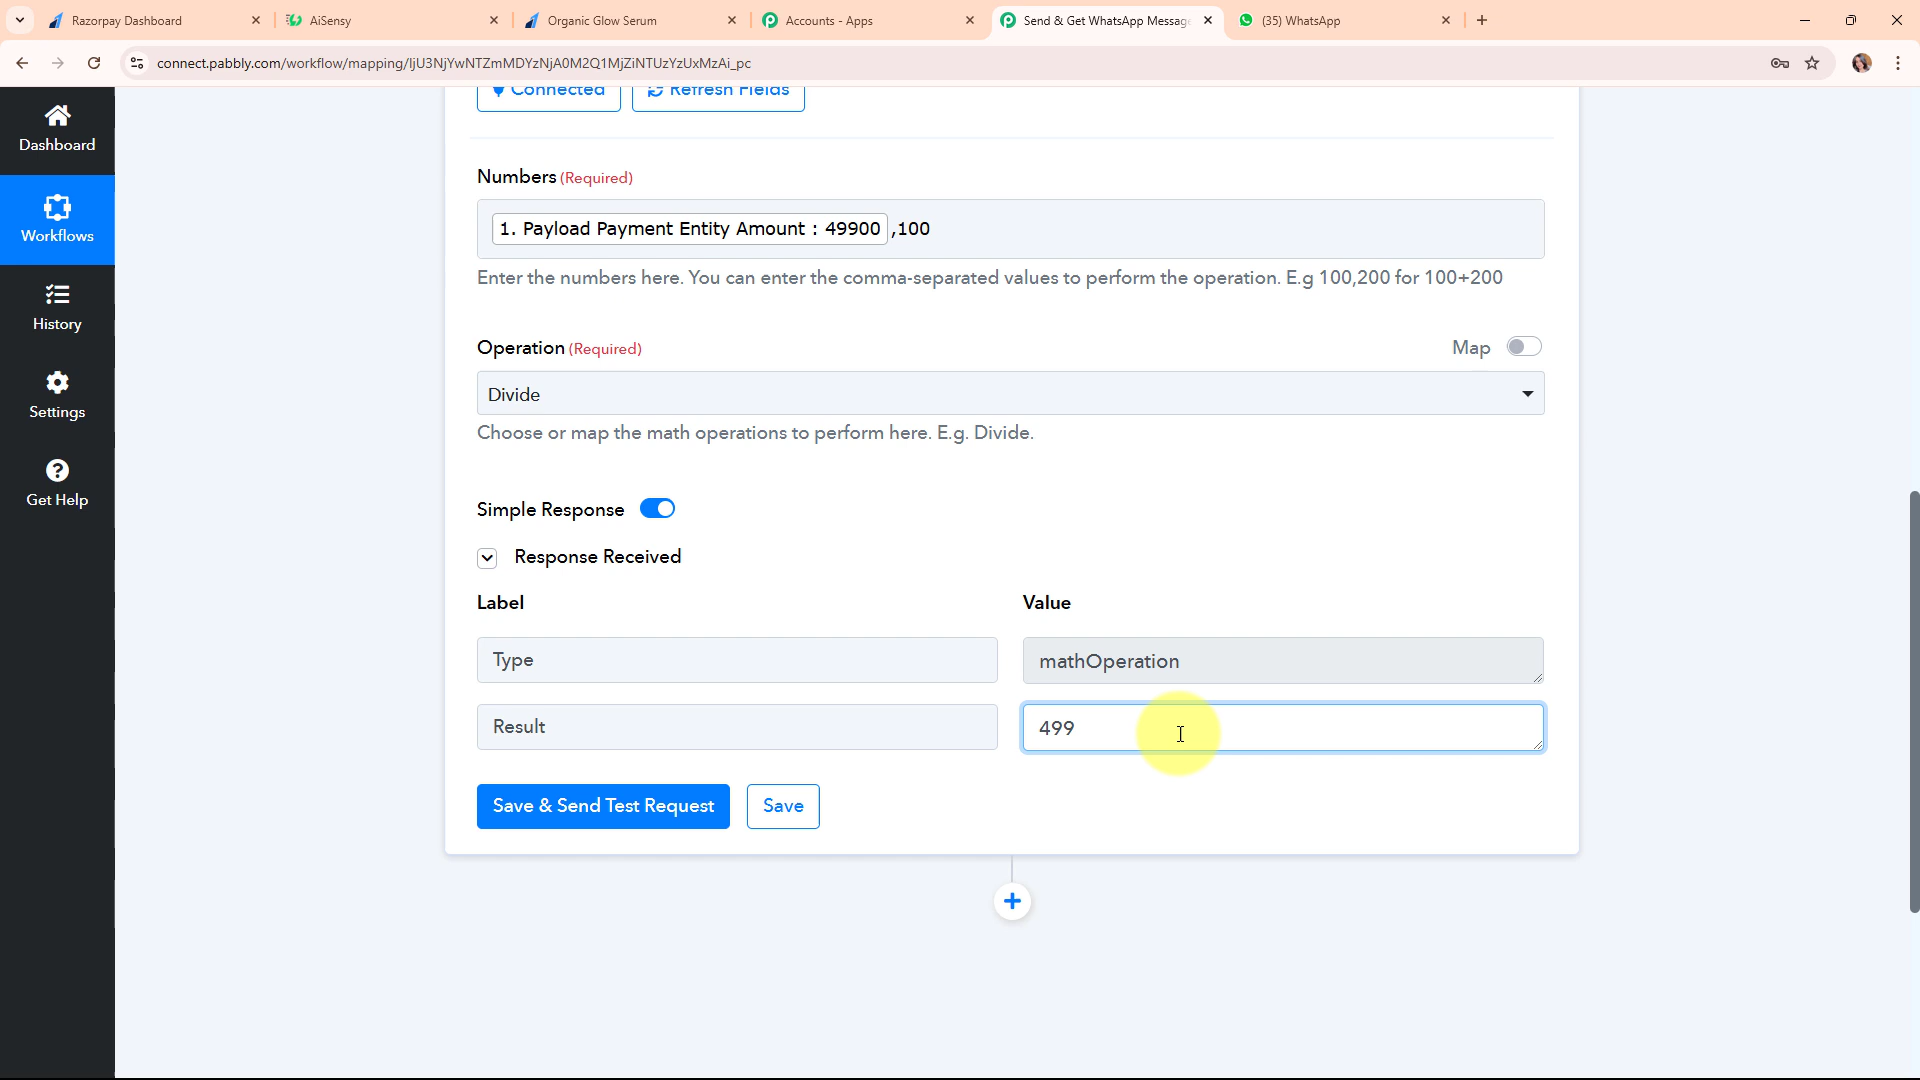 Razorpay Dashboard
AiSensy
Organic Glow Serum
Accounts - Apps
Send & Get WhatsApp Message
(35) WhatsApp
connect.pabbly.com/workflow/mapping/IjU3NjYwNTZmMDYzNjA0M2Q1MjZiNTUzYzUxMzAi_pc
Dashboard
Workflows
History
Settings
Get Help
Connected
Refresh Fields
Numbers (Required)
1. Payload Payment Entity Amount : 49900 ,100
Enter the numbers here. You can enter the comma-separated values to perform the operation. E.g 100,200 for 100+200
Operation (Required)
Map
Divide
Choose or map the math operations to perform here. E.g. Divide.
Simple Response
Response Received
Label
Value
Type
mathOperation
Result
499
Save & Send Test Request
Save